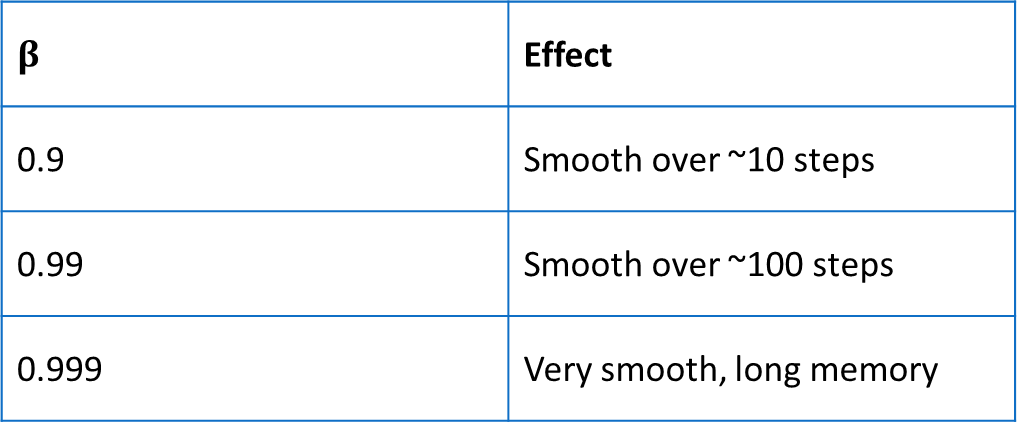 β Effect
0.9 Smooth over ~10 steps
0.99 Smooth over ~100 steps
0.999 Very smooth, long memory